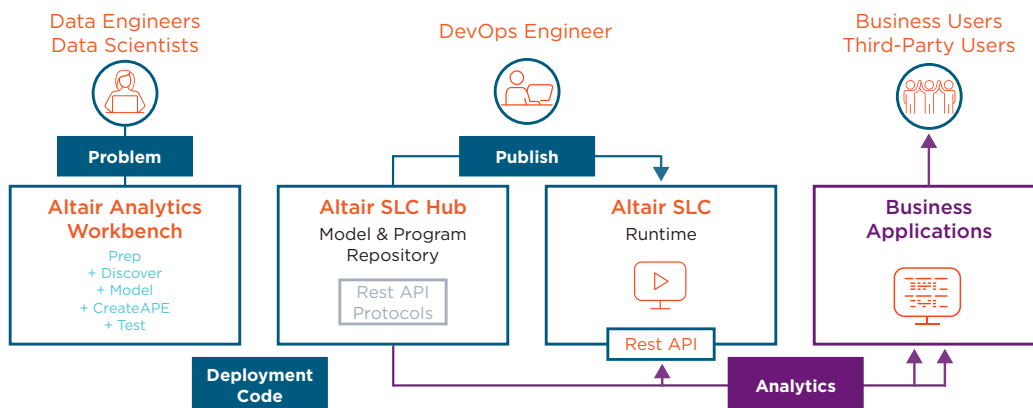 Data Engineers
Data Scientists
DevOps Engineer
Business Users
Third-Party Users
Problem
Publish
Altair Analytics
Workbench
Prep
+ Discover
+ Model
+ CreateAPE
+ Test
Altair SLC Hub
Model & Program
Repository
Rest API
Protocols
Altair SLC
Runtime
Rest API
Business
Applications
Deployment
Code
Analytics